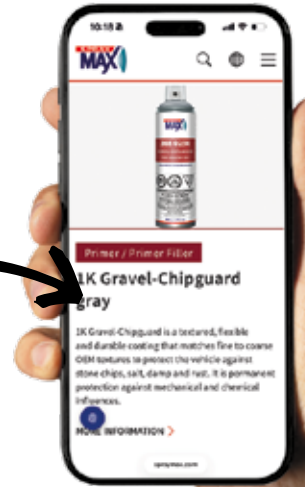 10:18
SPRAY
MAX
MAX
Primer / Primer Filler
1K Gravel-Chipguard
gray
1K Gravel-Chipguard is a textured, flexible
and durable coating that matches fine to coarse
OEM textures to protect the vehicle against
stone chips, salt, damp and rust. It is permanent
protection against mechanical and chemical
influences.
MORE INFORMATION >
spraymax.com